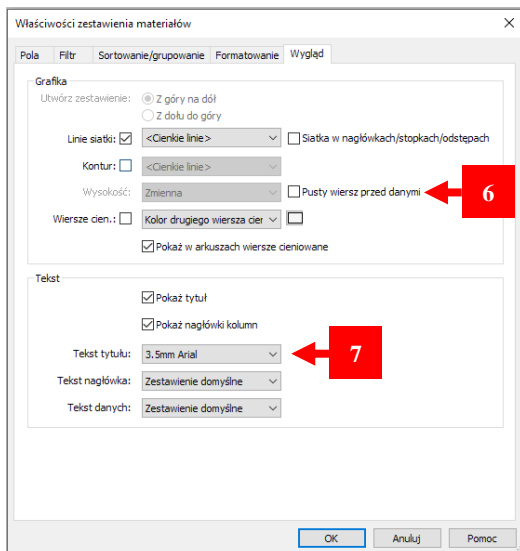 Właściwości zestawienia materiałów
Pola Filtr Sortowanie/grupowanie Formatowanie Wygląd
Grafika
Utwórz zestawienie: Z góry na dół
Z dołu do góry
Linie siatki: <Cienkie linie> Siatka w nagłówkach/stopkach/odstępach
Kontur: <Cienkie linie>
Wysokość: Zmienna Pusty wiersz przed danymi 6
Wiersze cien.: Kolor drugiego wiersza cier
Pokaż w arkuszach wiersze cieniowane
Tekst
Pokaż tytuł
Pokaż nagłówki kolumn
Tekst tytułu: 3.5mm Arial 7
Tekst nagłówka: Zestawienie domyślne
Tekst danych: Zestawienie domyślne
OK Anuluj Pomoc